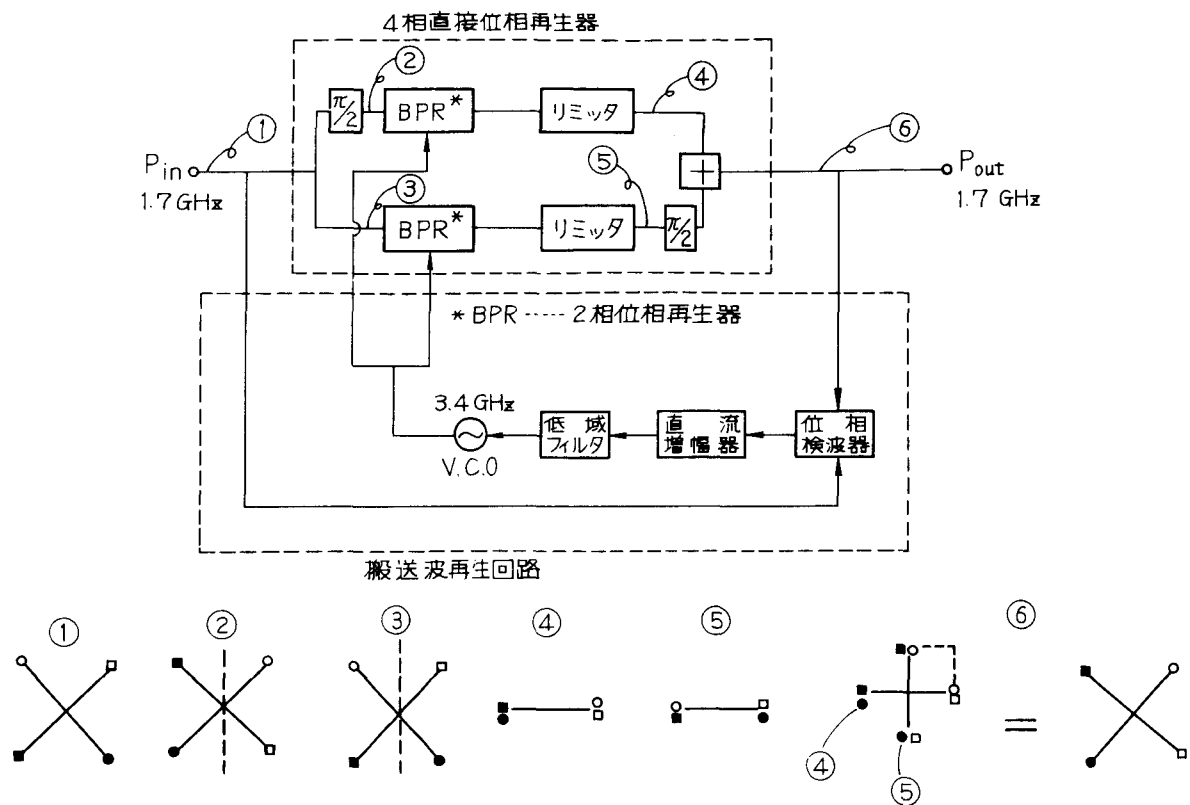 4相直接位相再生器
②
④
π/2
BPR*
リミッタ
①
⑥
Pin
1.7 GHz
+
Pout
1.7 GHz
③
⑤
BPR*
リミッタ
π/2
* BPR ----- 2相位相再生器
3.4 GHz
V.C.O
低域
フィルタ
直流
増幅器
位相
検波器
搬送波再生回路
①
②
③
④
⑤
⑥
=
④
⑤